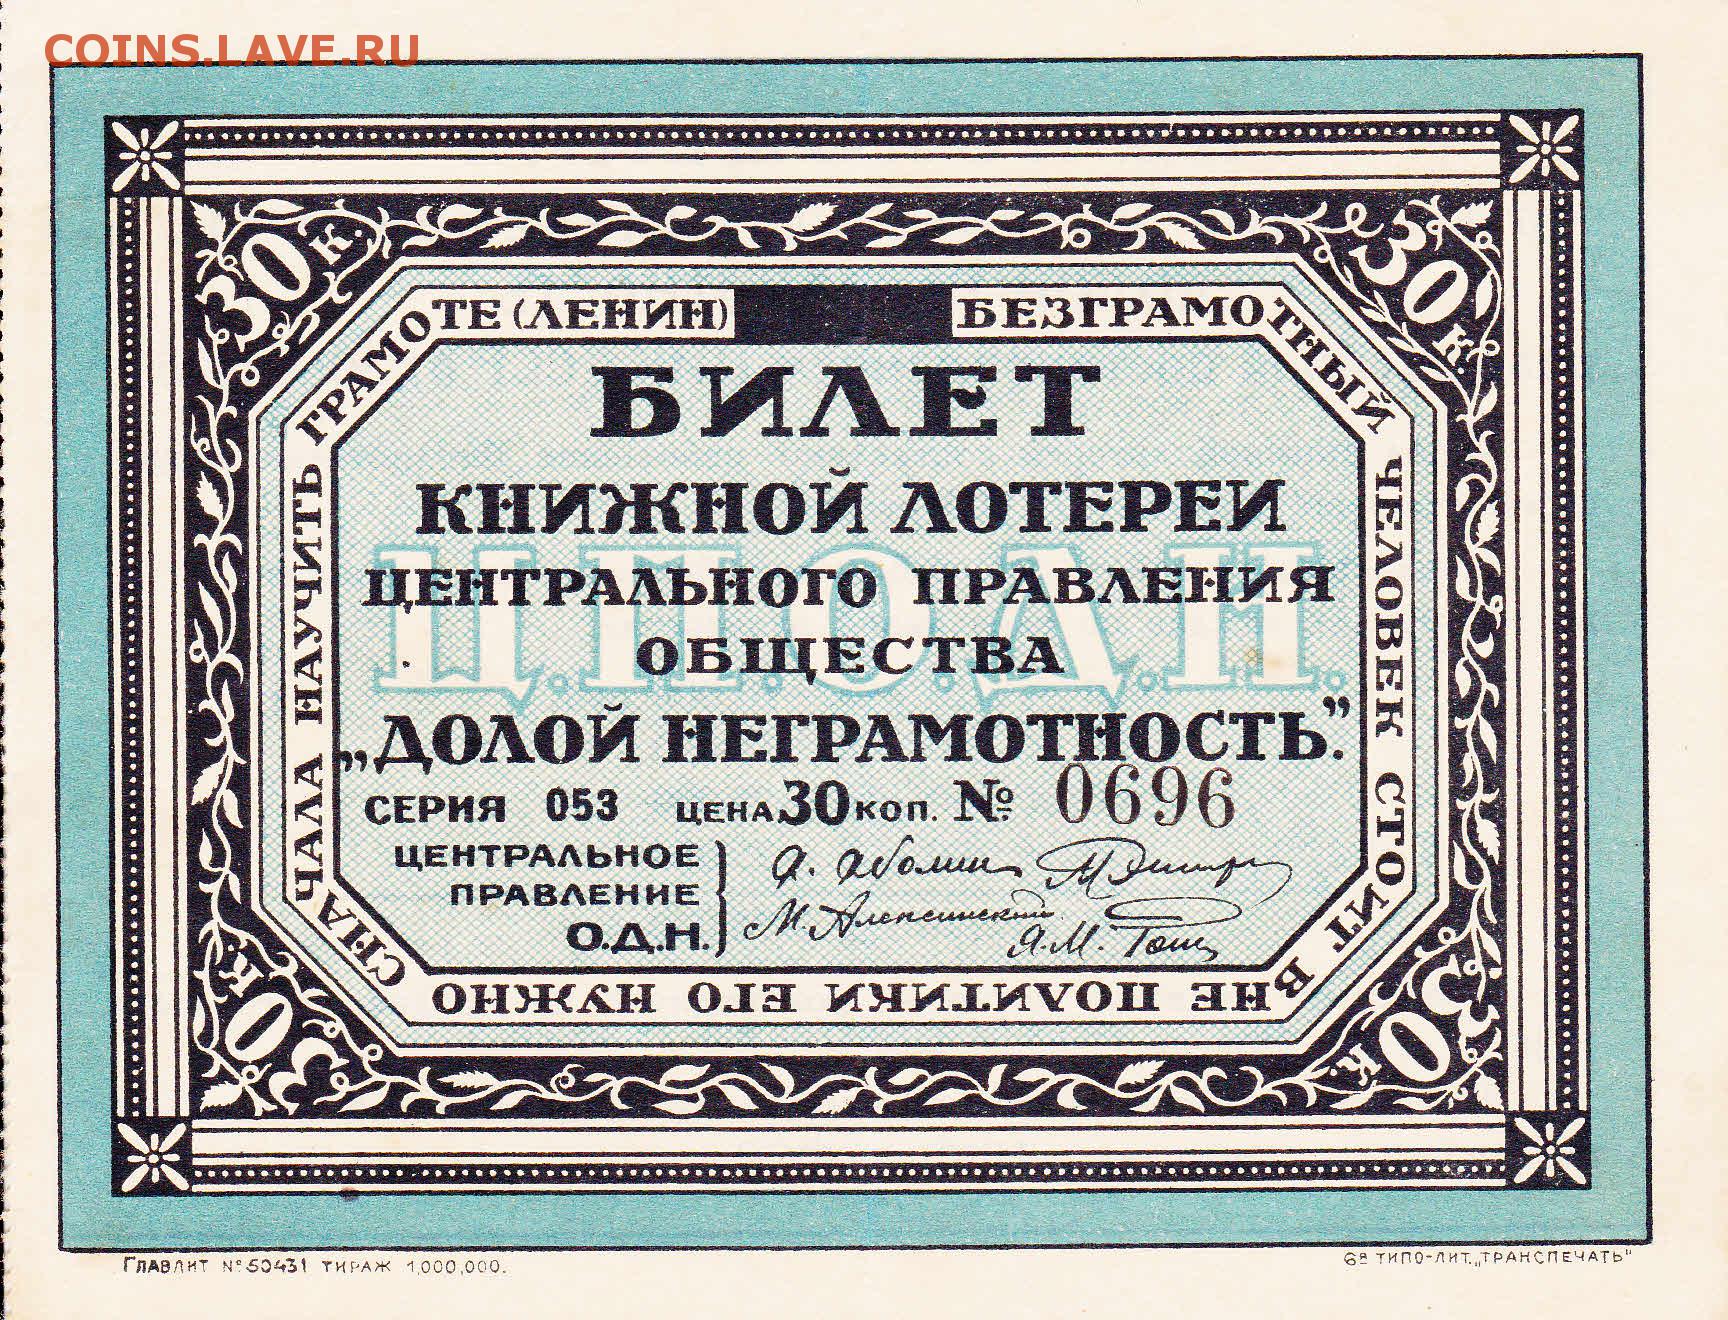 COINS.LAVE.RU
30 К.
30 К.
БЕЗГРАМОТНЫЙ ЧЕЛОВЕК СТОИТ ВНЕ ПОЛИТИКИ ЕГО НУЖНО СНАЧАЛА НАУЧИТЬ ГРАМОТЕ (ЛЕНИН)
БИЛЕТ
КНИЖНОЙ ЛОТЕРЕИ
Ц.П.О.Д.Н.
ЦЕНТРАЛЬНОГО ПРАВЛЕНИЯ
ОБЩЕСТВА
„ДОЛОЙ НЕГРАМОТНОСТЬ."
СЕРИЯ 053 ЦЕНА 30 КОП. № 0696
ЦЕНТРАЛЬНОЕ
ПРАВЛЕНИЕ
О.Д.Н.
А. Аболин
М. Алексинский
Я.М.
30 К.
30 К.
ГЛАВЛИТ № 50431 ТИРАЖ 1,000,000.
6я ТИПО-ЛИТ. „ТРАНСПЕЧАТЬ"